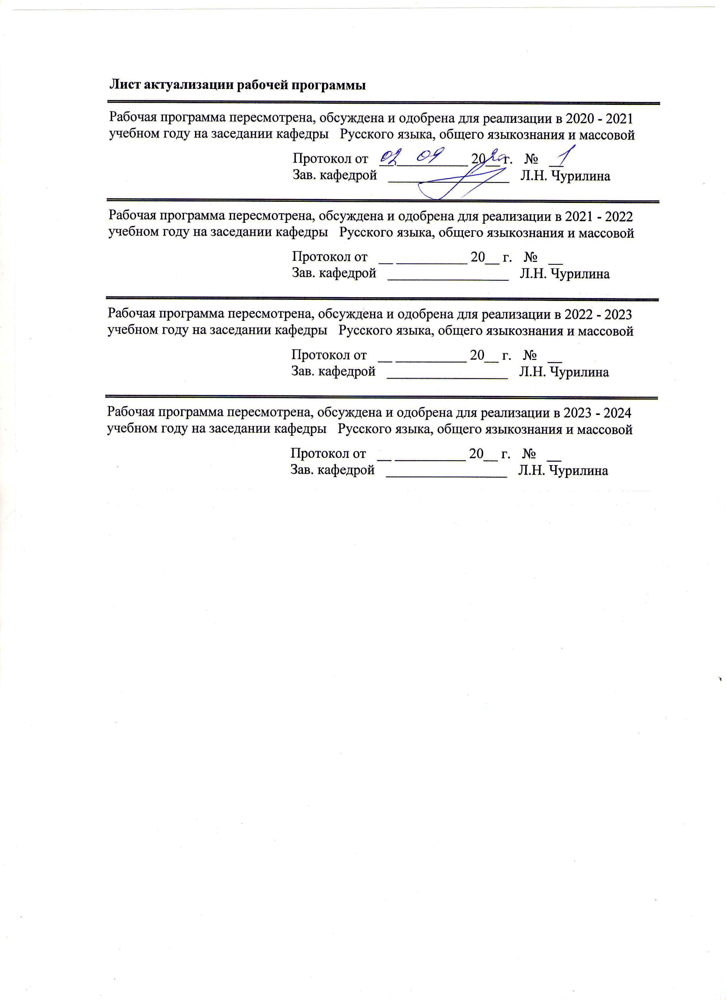 Лист актуализации рабочей программы
Рабочая программа пересмотрена, обсуждена и одобрена для реализации в 2020 - 2021
учебном году на заседании кафедры Русского языка, общего языкознания и массовой
Протокол от 02 09 2020 г. № 1
Зав. кафедрой ________________ Л.Н. Чурилина
Рабочая программа пересмотрена, обсуждена и одобрена для реализации в 2021 - 2022
учебном году на заседании кафедры Русского языка, общего языкознания и массовой
Протокол от __ __________ 20__ г. № __
Зав. кафедрой ________________ Л.Н. Чурилина
Рабочая программа пересмотрена, обсуждена и одобрена для реализации в 2022 - 2023
учебном году на заседании кафедры Русского языка, общего языкознания и массовой
Протокол от __ __________ 20__ г. № __
Зав. кафедрой ________________ Л.Н. Чурилина
Рабочая программа пересмотрена, обсуждена и одобрена для реализации в 2023 - 2024
учебном году на заседании кафедры Русского языка, общего языкознания и массовой
Протокол от __ __________ 20__ г. № __
Зав. кафедрой ________________ Л.Н. Чурилина